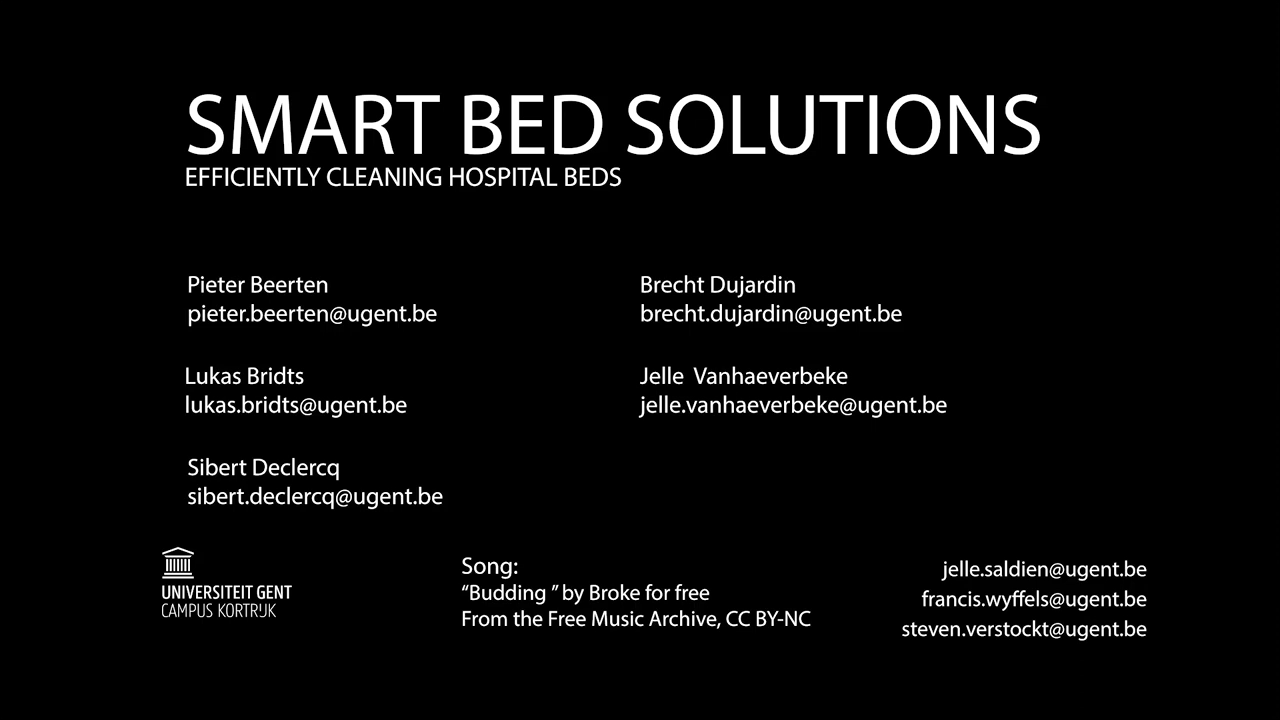 SMART BED SOLUTIONS
EFFICIENTLY CLEANING HOSPITAL BEDS
Pieter Beerten
pieter.beerten@ugent.be
Brecht Dujardin
brecht.dujardin@ugent.be
Lukas Bridts
lukas.bridts@ugent.be
Jelle Vanhaeverbeke
jelle.vanhaeverbeke@ugent.be
Sibert Declercq
sibert.declercq@ugent.be
UNIVERSITEIT GENT
CAMPUS KORTRIJK
Song:
“Budding ” by Broke for free
From the Free Music Archive, CC BY-NC
jelle.saldien@ugent.be
francis.wyffels@ugent.be
steven.verstockt@ugent.be